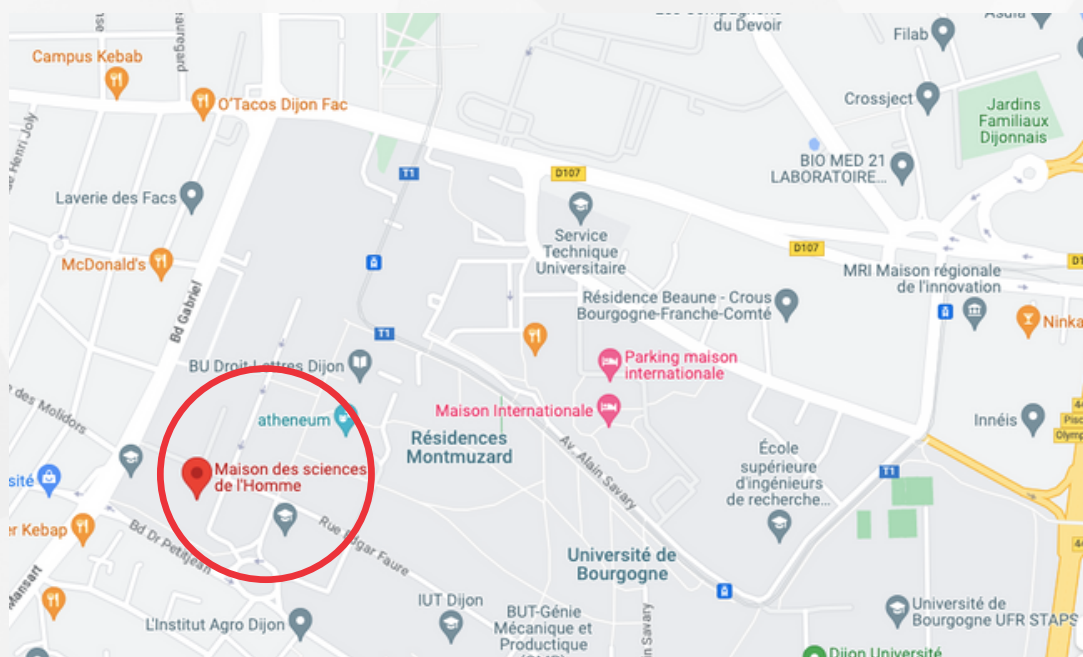 du Devoir
Filab
Campus Kebab
O'Tacos Dijon Fac
Crossject
Jardins
Familiaux
Dijonnais
BIO MED 21
LABORATOIRE...
T1
D107
Laverie des Facs
Service
Technique
Universitaire
McDonald's
D107
MRI Maison régionale
de l'innovation
Bd Gabriel
Résidence Beaune - Crous
Bourgogne-Franche-Comté
Ninka
T1
BU Droit Lettres Dijon
Parking maison
internationale
des Molidors
atheneum
Maison Internationale
Résidences
Montmuzard
Innéis
Av. Alain Savary
École
supérieure
d'ingénieurs
de recherche...
Maison des sciences
de l'Homme
T1
er Kebap
Bd Dr Petitjean
Rue Edgar Faure
Université de
Bourgogne
Mansart
IUT Dijon
L'Institut Agro Dijon
BUT-Génie
Mécanique et
Productique
Université de
Bourgogne UFR STAPS
Dijon Université